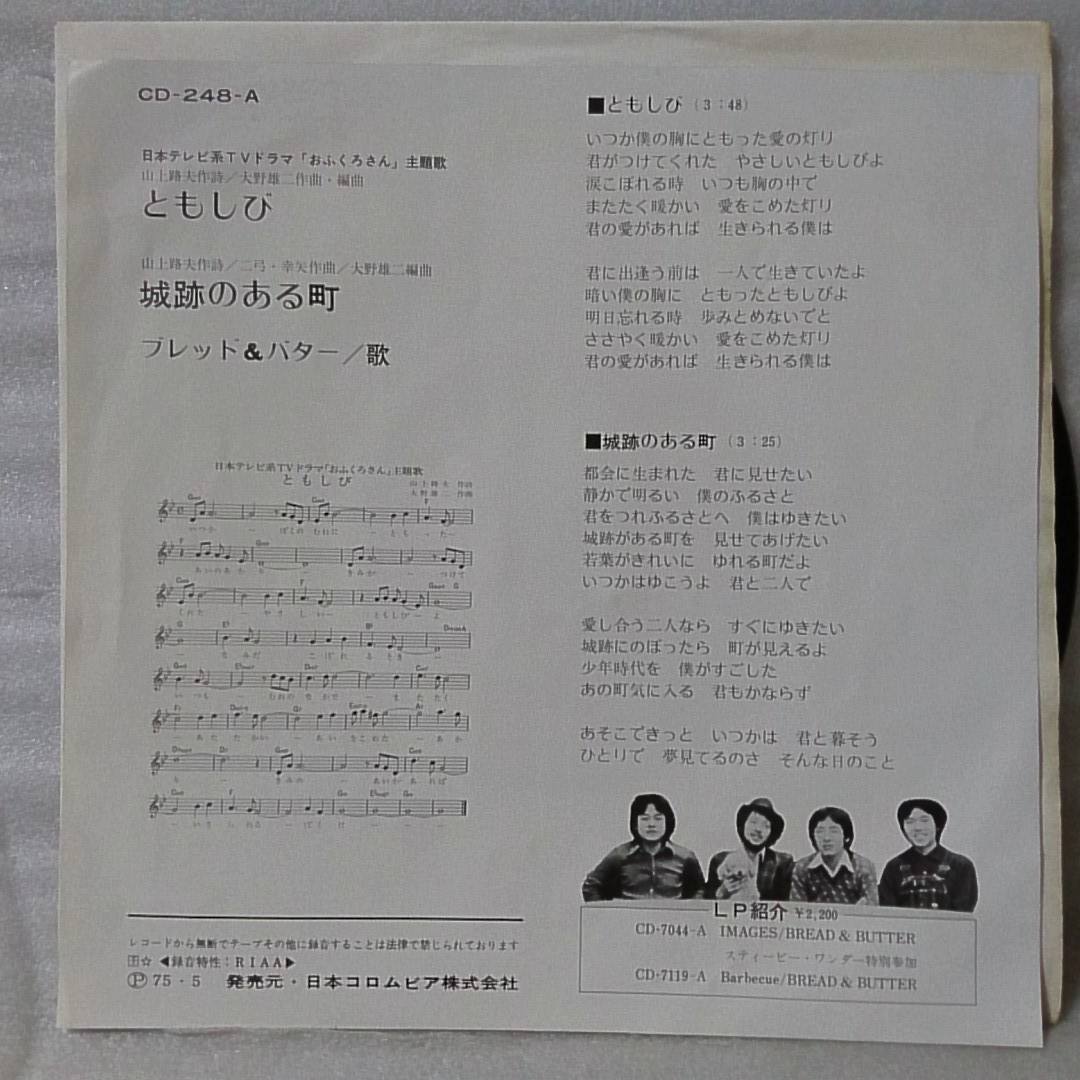 CD-248-A
日本テレビ系TVドラマ「おふくろさん」主題歌
山上路夫作詩/大野雄二作曲・編曲
ともしび
山上路夫作詩/二弓・幸矢作曲/大野雄二編曲
城跡のある町
ブレッド&バター/歌
日本テレビ系TVドラマ「おふくろさん」主題歌
ともしび
山上路夫 作詩
大野雄二 作曲
レコードから無断でテープその他に録音することは法律で禁じられております
◀録音特性:RIAA▶
Ⓟ75・5 発売元・日本コロムビア株式会社
■ともしび(3:48)
いつか僕の胸にともった愛の灯り
君がつけてくれた やさしいともしびよ
涙こぼれる時 いつも胸の中で
またたく暖かい 愛をこめた灯り
君の愛があれば 生きられる僕は
君に出逢う前は 一人で生きていたよ
暗い僕の胸に ともったともしびよ
明日忘れる時 歩みとめないでと
ささやく暖かい 愛をこめた灯り
君の愛があれば 生きられる僕は
■城跡のある町(3:25)
都会に生まれた 君に見せたい
静かで明るい 僕のふるさと
君をつれふるさとへ 僕はゆきたい
城跡がある町を 見せてあげたい
若葉がきれいに ゆれる町だよ
いつかはゆこうよ 君と二人で
愛し合う二人なら すぐにゆきたい
城跡にのぼったら 町が見えるよ
少年時代を 僕がすごした
あの町気に入る 君もかならず
あそこできっと いつかは 君と暮そう
ひとりで 夢見てるのさ そんな日のこと
LP紹介 ¥2,200
CD-7044-A IMAGES/BREAD & BUTTER
スティービー・ワンダー特別参加
CD-7119-A Barbecue/BREAD & BUTTER